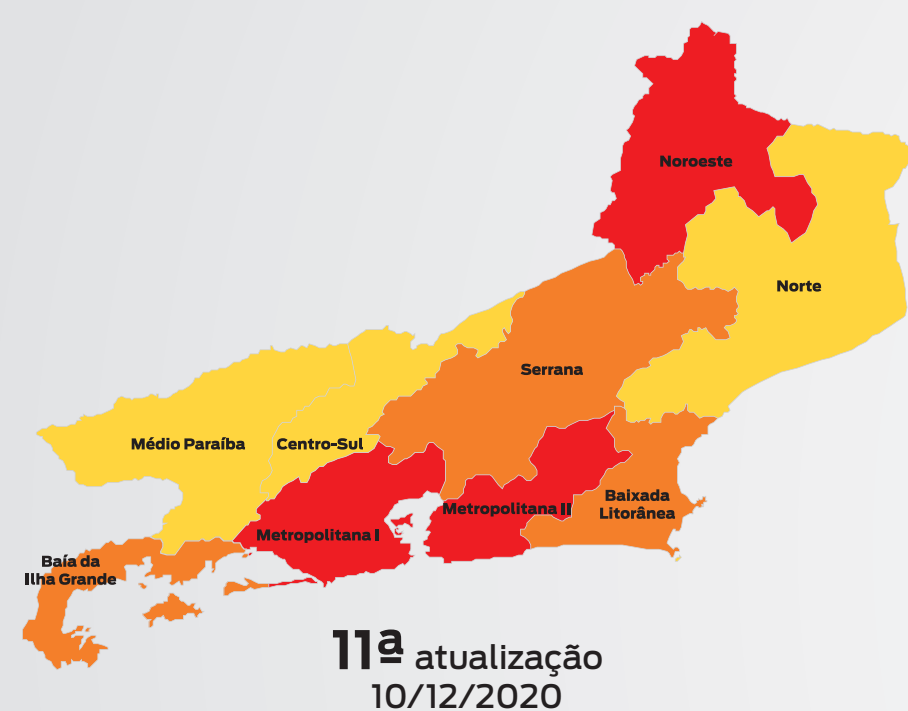 Noroeste
Norte
Serrana
Médio Paraíba
Centro-Sul
Baixada
Litorânea
Metropolitana II
Metropolitana I
Baía da
Ilha Grande
11ª atualização
10/12/2020